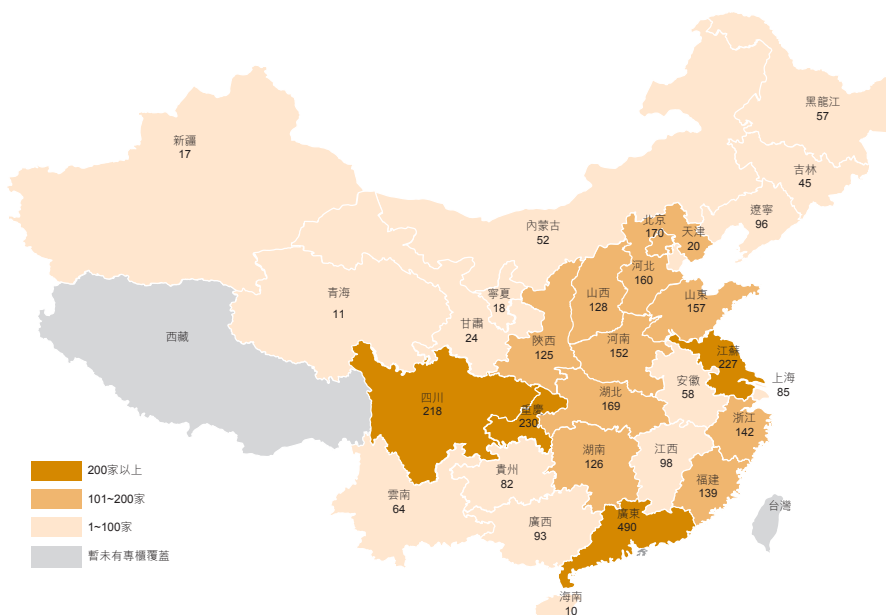 黑龍江
57
新疆
17
吉林
45
遼寧
96
北京
170
天津
20
內蒙古
52
河北
160
青海
11
寧夏
18
山西
128
山東
157
甘肅
24
西藏
陝西
125
河南
152
江蘇
227
上海
85
安徽
58
四川
218
重慶
230
湖北
169
浙江
142
湖南
126
江西
98
貴州
82
福建
139
雲南
64
廣西
93
廣東
490
台灣
海南
10
200家以上
101~200家
1~100家
暫未有專櫃覆蓋